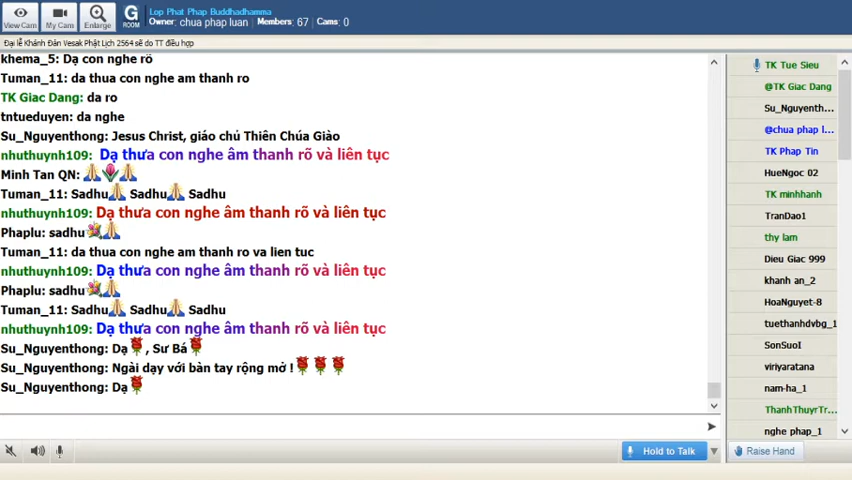 Lop Phat Phap Buddhadhamma
Owner: chua phap luan Members: 67 Cams: 0
View Cam
My Cam
Enlarge
G
ROOM
Đại lễ Khánh Đản Vesak Phật Lịch 2564 sẽ do TT điều hợp
khema_5: Dạ con nghe rõ
Tuman_11: da thua con nghe am thanh ro
TK Giac Dang: da ro
tntueduyen: da nghe
Su_Nguyenthong: Jesus Christ, giáo chủ Thiên Chúa Giào
nhuthuynh109: Dạ thưa con nghe âm thanh rõ và liên tục
Minh Tan QN:
Tuman_11: Sadhu Sadhu Sadhu
nhuthuynh109: Dạ thưa con nghe âm thanh rõ và liên tục
Phaplu: sadhu
Tuman_11: da thua con nghe am thanh ro va lien tuc
nhuthuynh109: Dạ thưa con nghe âm thanh rõ và liên tục
Phaplu: sadhu
Tuman_11: Sadhu Sadhu Sadhu
nhuthuynh109: Dạ thưa con nghe âm thanh rõ và liên tục
Su_Nguyenthong: Dạ , Sư Bá
Su_Nguyenthong: Ngài dạy với bàn tay rộng mở !
Su_Nguyenthong: Dạ
TK Tue Sieu
@TK Giac Dang
Su_Nguyenth...
@chua phap l...
TK Phap Tin
HueNgoc 02
TK minhhanh
TranDao1
thy lam
Dieu Giac 999
khanh an_2
HoaNguyet-8
tuethanhdvbg_1
SonSuoI
viriyaratana
nam-ha_1
ThanhThuyrTr...
nghe phap_1
Hold to Talk
Raise Hand